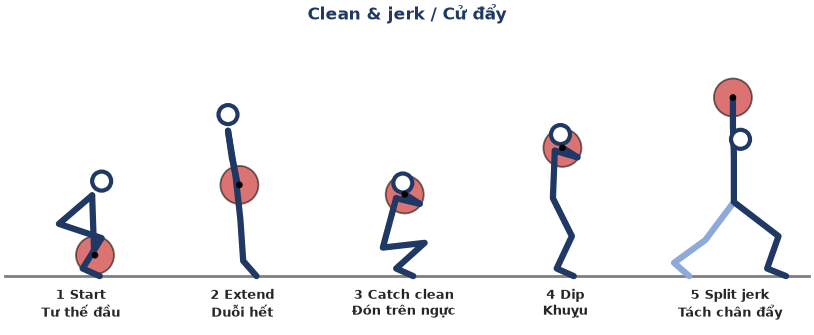 Clean & jerk / Cử đẩy
1 Start
Tư thế đầu
2 Extend
Duỗi hết
3 Catch clean
Đón trên ngực
4 Dip
Khuỵu
5 Split jerk
Tách chân đẩy